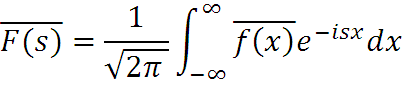 $\overline{F(s)} = \frac{1}{\sqrt{2\pi}} \int_{-\infty}^{\infty} \overline{f(x)} e^{-isx} dx$